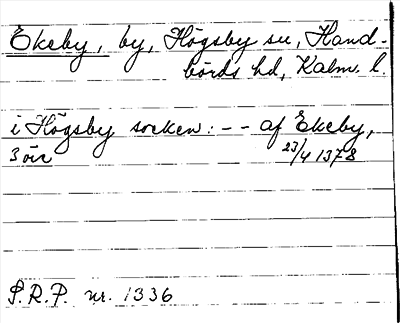 Ekeby, by, Högsby sn, Hand-
börds hd, Kalm. l.
i Högsby socken: -- af Ekeby,
3 öre 23/4 1378
S.R.P. nr. 1336